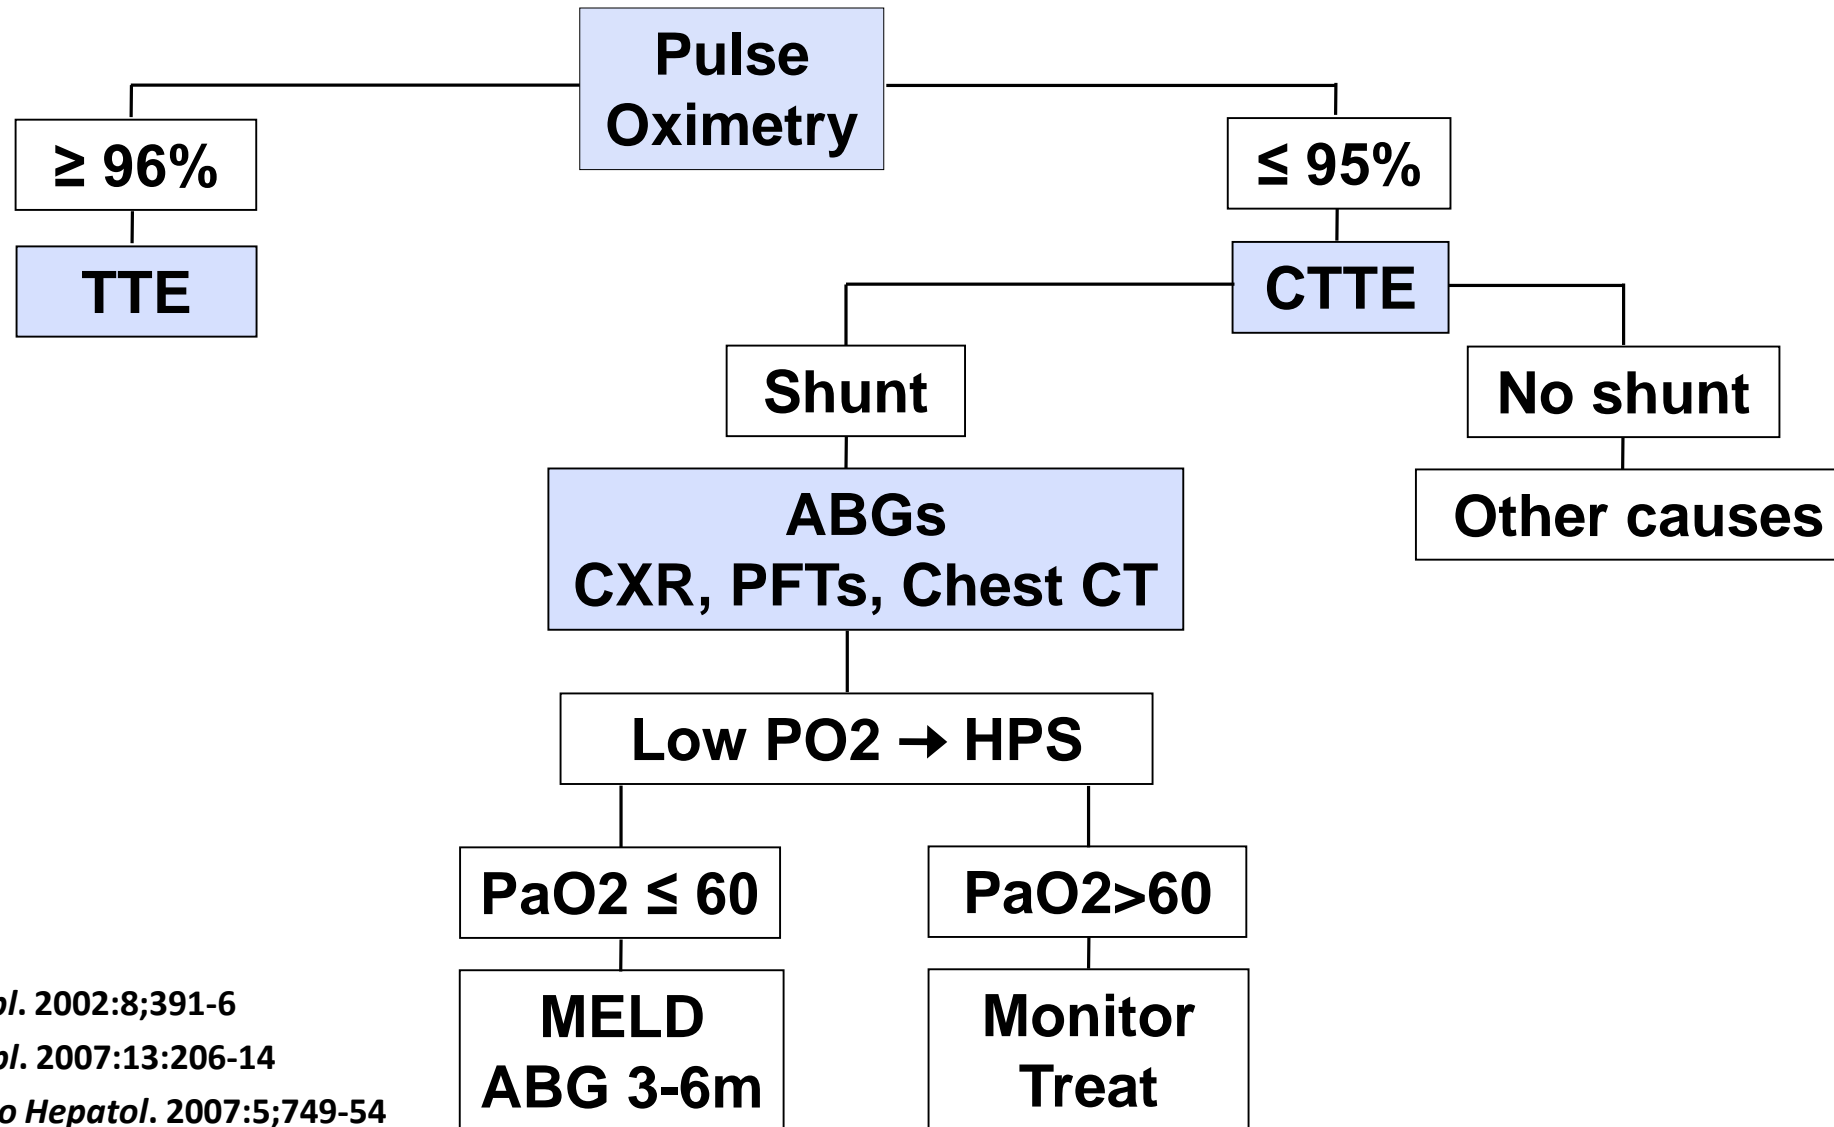 Pulse
Oximetry
≥ 96%
≤ 95%
TTE
CTTE
Shunt
No shunt
ABGs
CXR, PFTs, Chest CT
Other causes
Low PO2 → HPS
PaO2 ≤ 60
PaO2>60
MELD
ABG 3-6m
Monitor
Treat
. 2002:8;391-6
. 2007:13:206-14
Hepatol. 2007:5;749-54